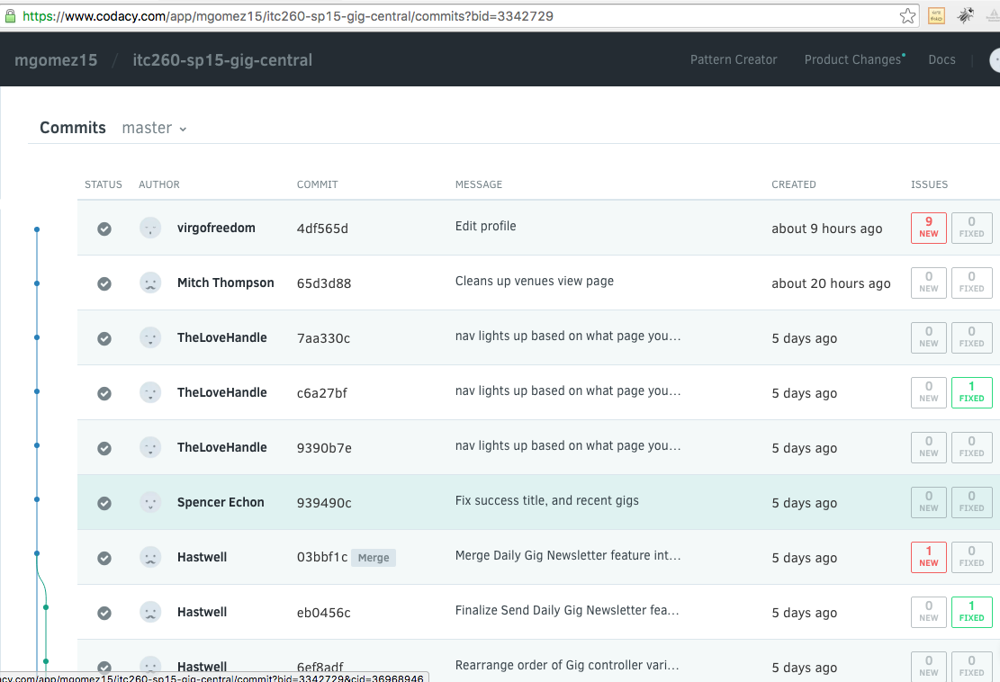 https://www.codacy.com/app/mgomez15/itc260-sp15-gig-central/commits?bid=3342729
mgomez15 / itc260-sp15-gig-central Pattern Creator Product Changes Docs
Commits master
STATUS AUTHOR COMMIT MESSAGE CREATED ISSUES
virgofreedom 4df565d Edit profile about 9 hours ago 9 NEW 0 FIXED
Mitch Thompson 65d3d88 Cleans up venues view page about 20 hours ago 0 NEW 0 FIXED
TheLoveHandle 7aa330c nav lights up based on what page you... 5 days ago 0 NEW 0 FIXED
TheLoveHandle c6a27bf nav lights up based on what page you... 5 days ago 0 NEW 1 FIXED
TheLoveHandle 9390b7e nav lights up based on what page you... 5 days ago 0 NEW 0 FIXED
Spencer Echon 939490c Fix success title, and recent gigs 5 days ago 0 NEW 0 FIXED
Hastwell 03bbf1c Merge Merge Daily Gig Newsletter feature int... 5 days ago 1 NEW 0 FIXED
Hastwell eb0456c Finalize Send Daily Gig Newsletter fea... 5 days ago 0 NEW 1 FIXED
Hastwell 6ef8adf Rearrange order of Gig controller vari... 5 days ago 0 NEW 0 FIXED
acy.com/app/mgomez15/itc260-sp15-gig-central/commit?bid=3342729&cid=36968946